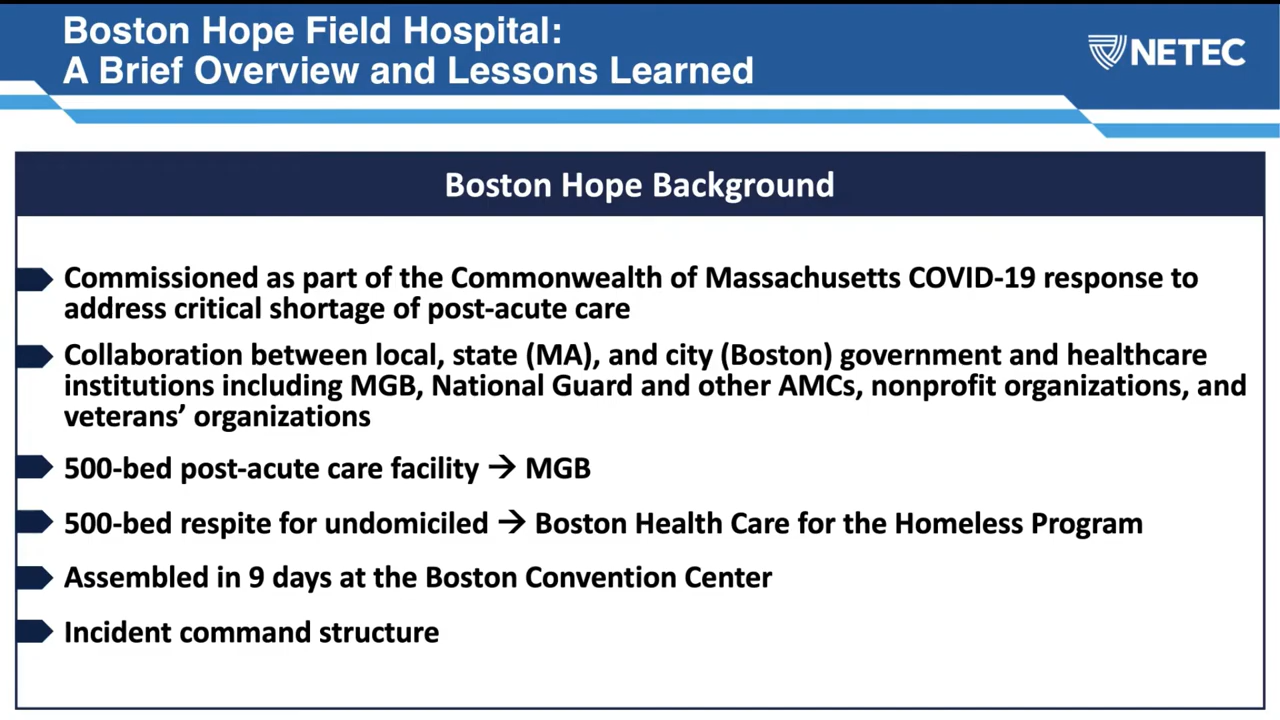 Boston Hope Field Hospital:
A Brief Overview and Lessons Learned
NETEC
Boston Hope Background
Commissioned as part of the Commonwealth of Massachusetts COVID-19 response to
address critical shortage of post-acute care
Collaboration between local, state (MA), and city (Boston) government and healthcare
institutions including MGB, National Guard and other AMCs, nonprofit organizations, and
veterans’ organizations
500-bed post-acute care facility → MGB
500-bed respite for undomiciled → Boston Health Care for the Homeless Program
Assembled in 9 days at the Boston Convention Center
Incident command structure